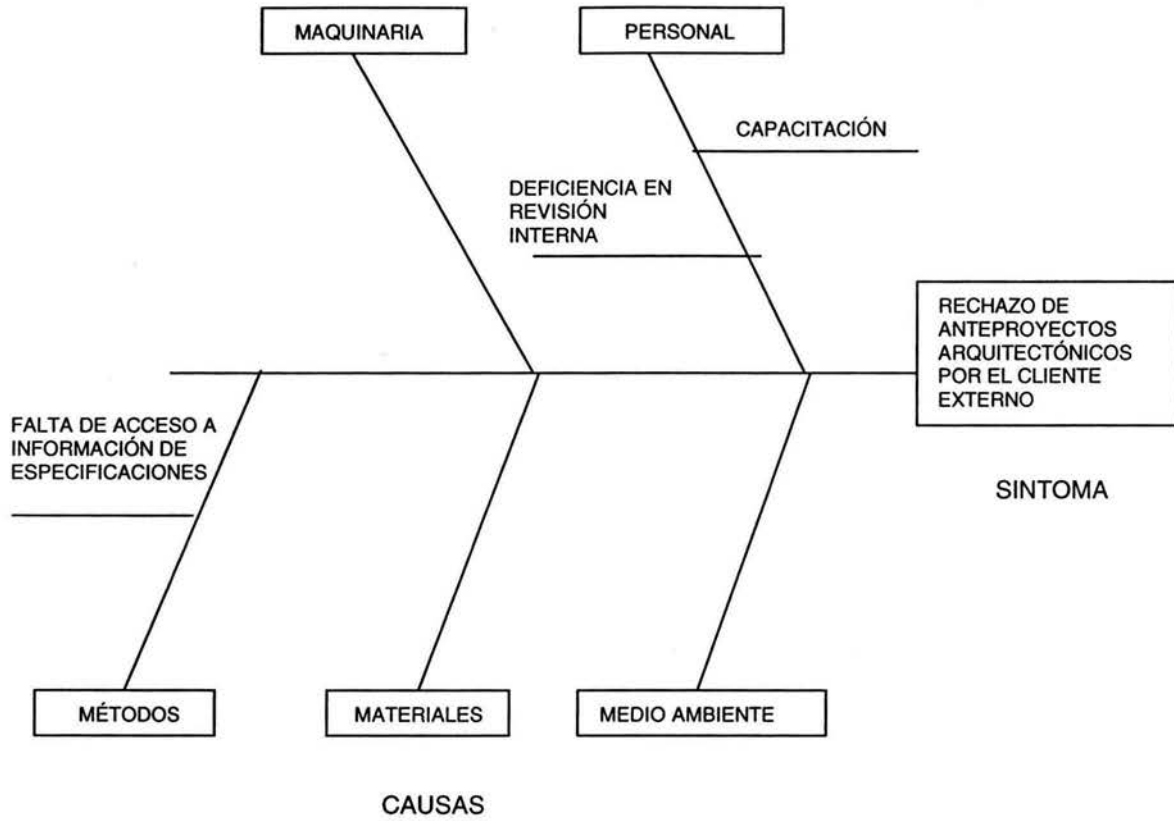 MAQUINARIA
PERSONAL
CAPACITACIÓN
DEFICIENCIA EN
REVISIÓN
INTERNA
RECHAZO DE
ANTEPROYECTOS
ARQUITECTÓNICOS
POR EL CLIENTE
EXTERNO
FALTA DE ACCESO A
INFORMACIÓN DE
ESPECIFICACIONES
SINTOMA
MÉTODOS
MATERIALES
MEDIO AMBIENTE
CAUSAS